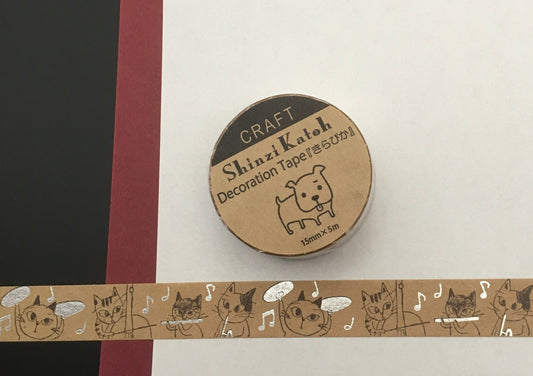 CRAFT
Shinzi Katoh
Decoration Tape『きらぴか』
15mm×5m